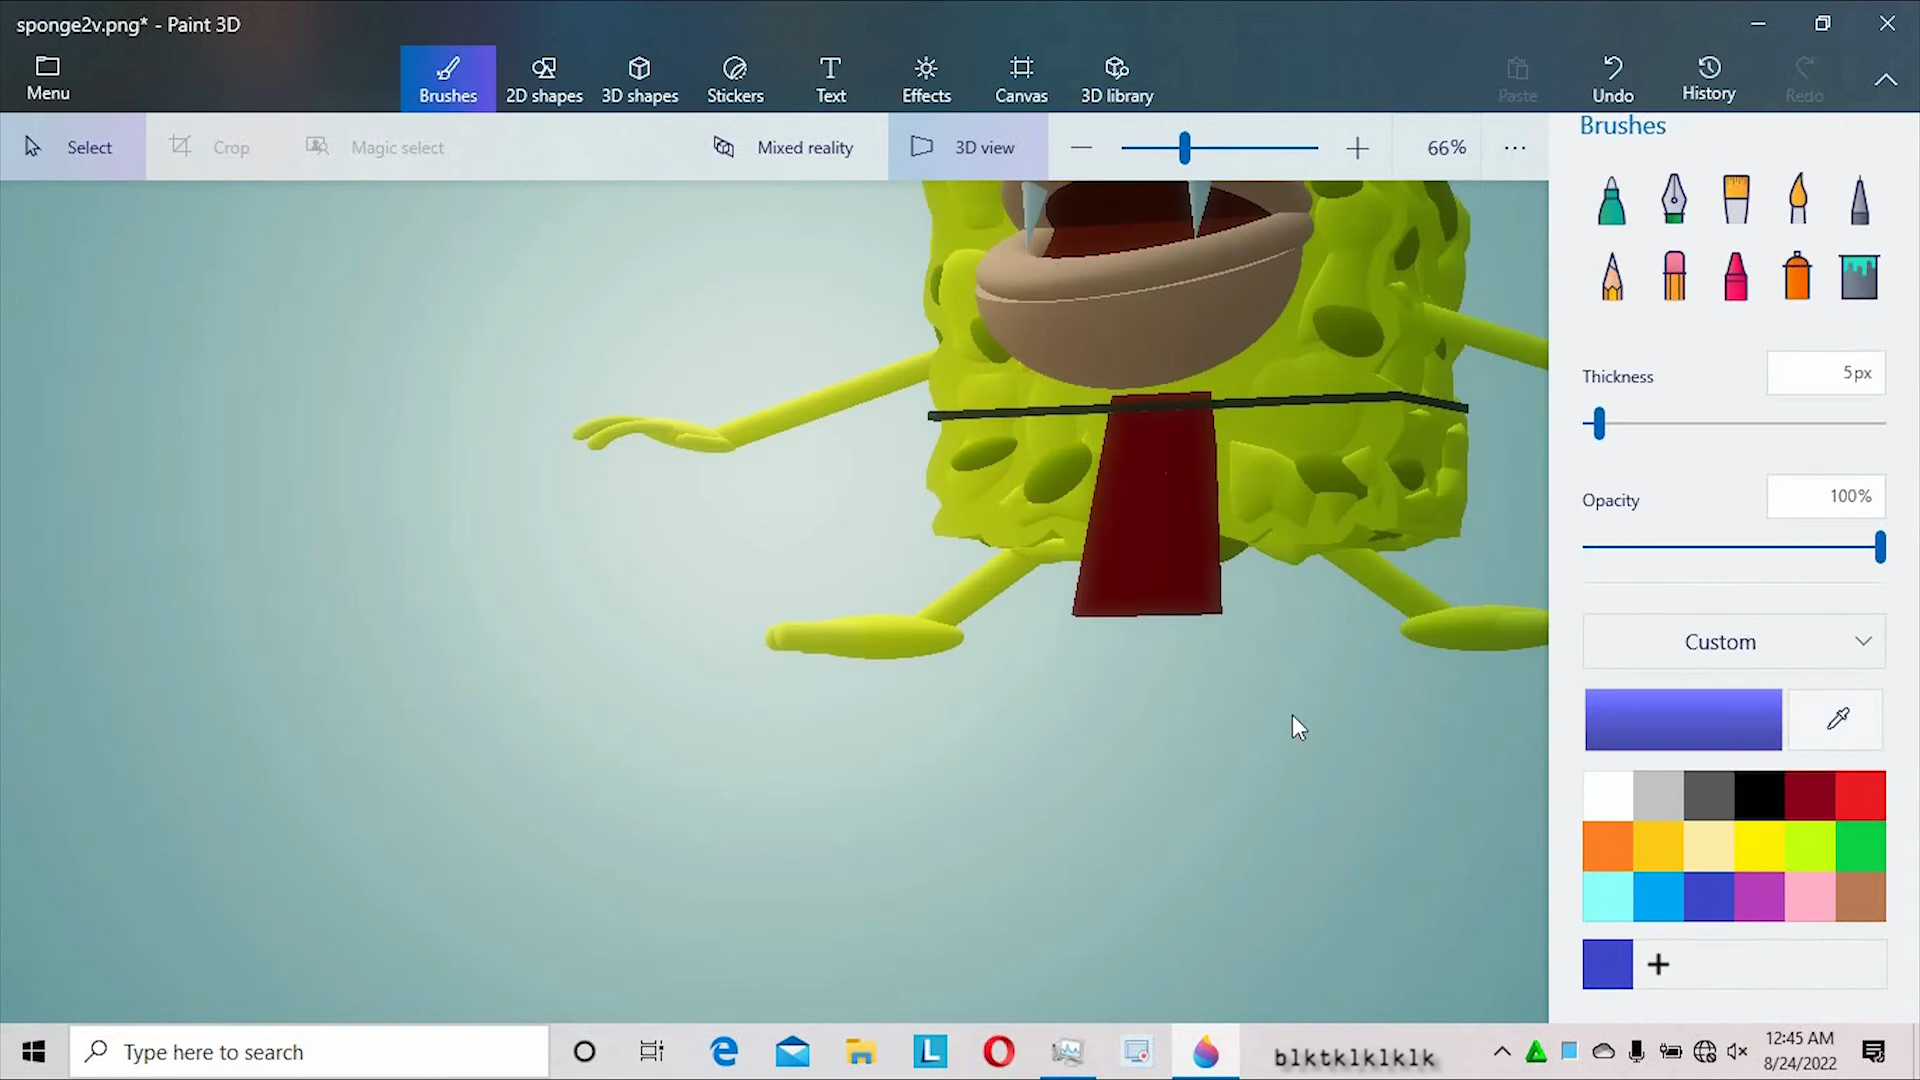 sponge2v.png* - Paint 3D
Menu
Brushes
2D shapes
3D shapes
Stickers
Text
Effects
Canvas
3D library
Paste
Undo
History
Redo
Select
Crop
Magic select
Mixed reality
3D view
66%
Brushes
Thickness
5px
Opacity
100%
Custom
Type here to search
blktklklklk
12:45 AM
8/24/2022